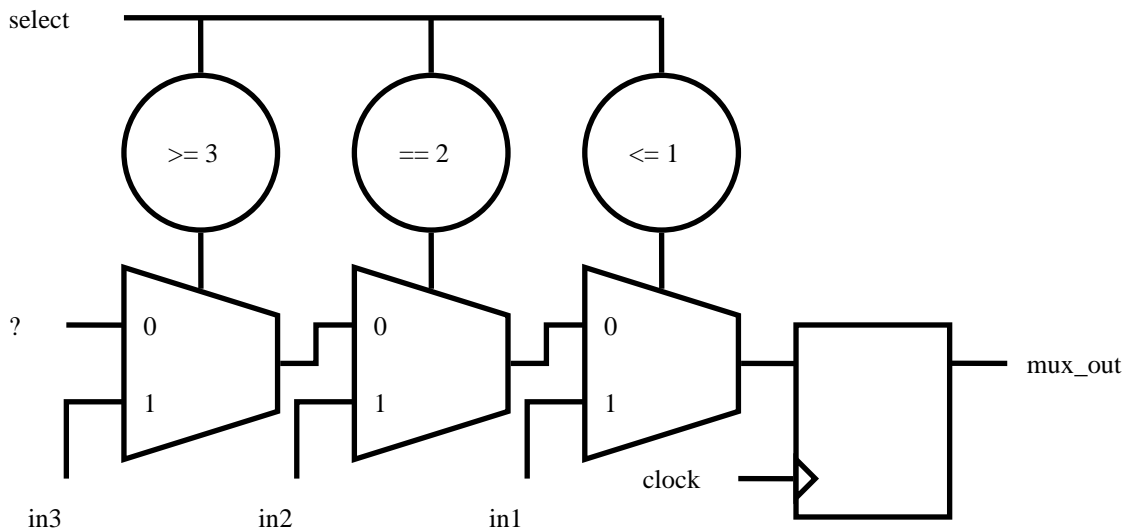 select
>= 3
== 2
<= 1
?
0
0
0
mux_out
1
1
1
clock
in3
in2
in1